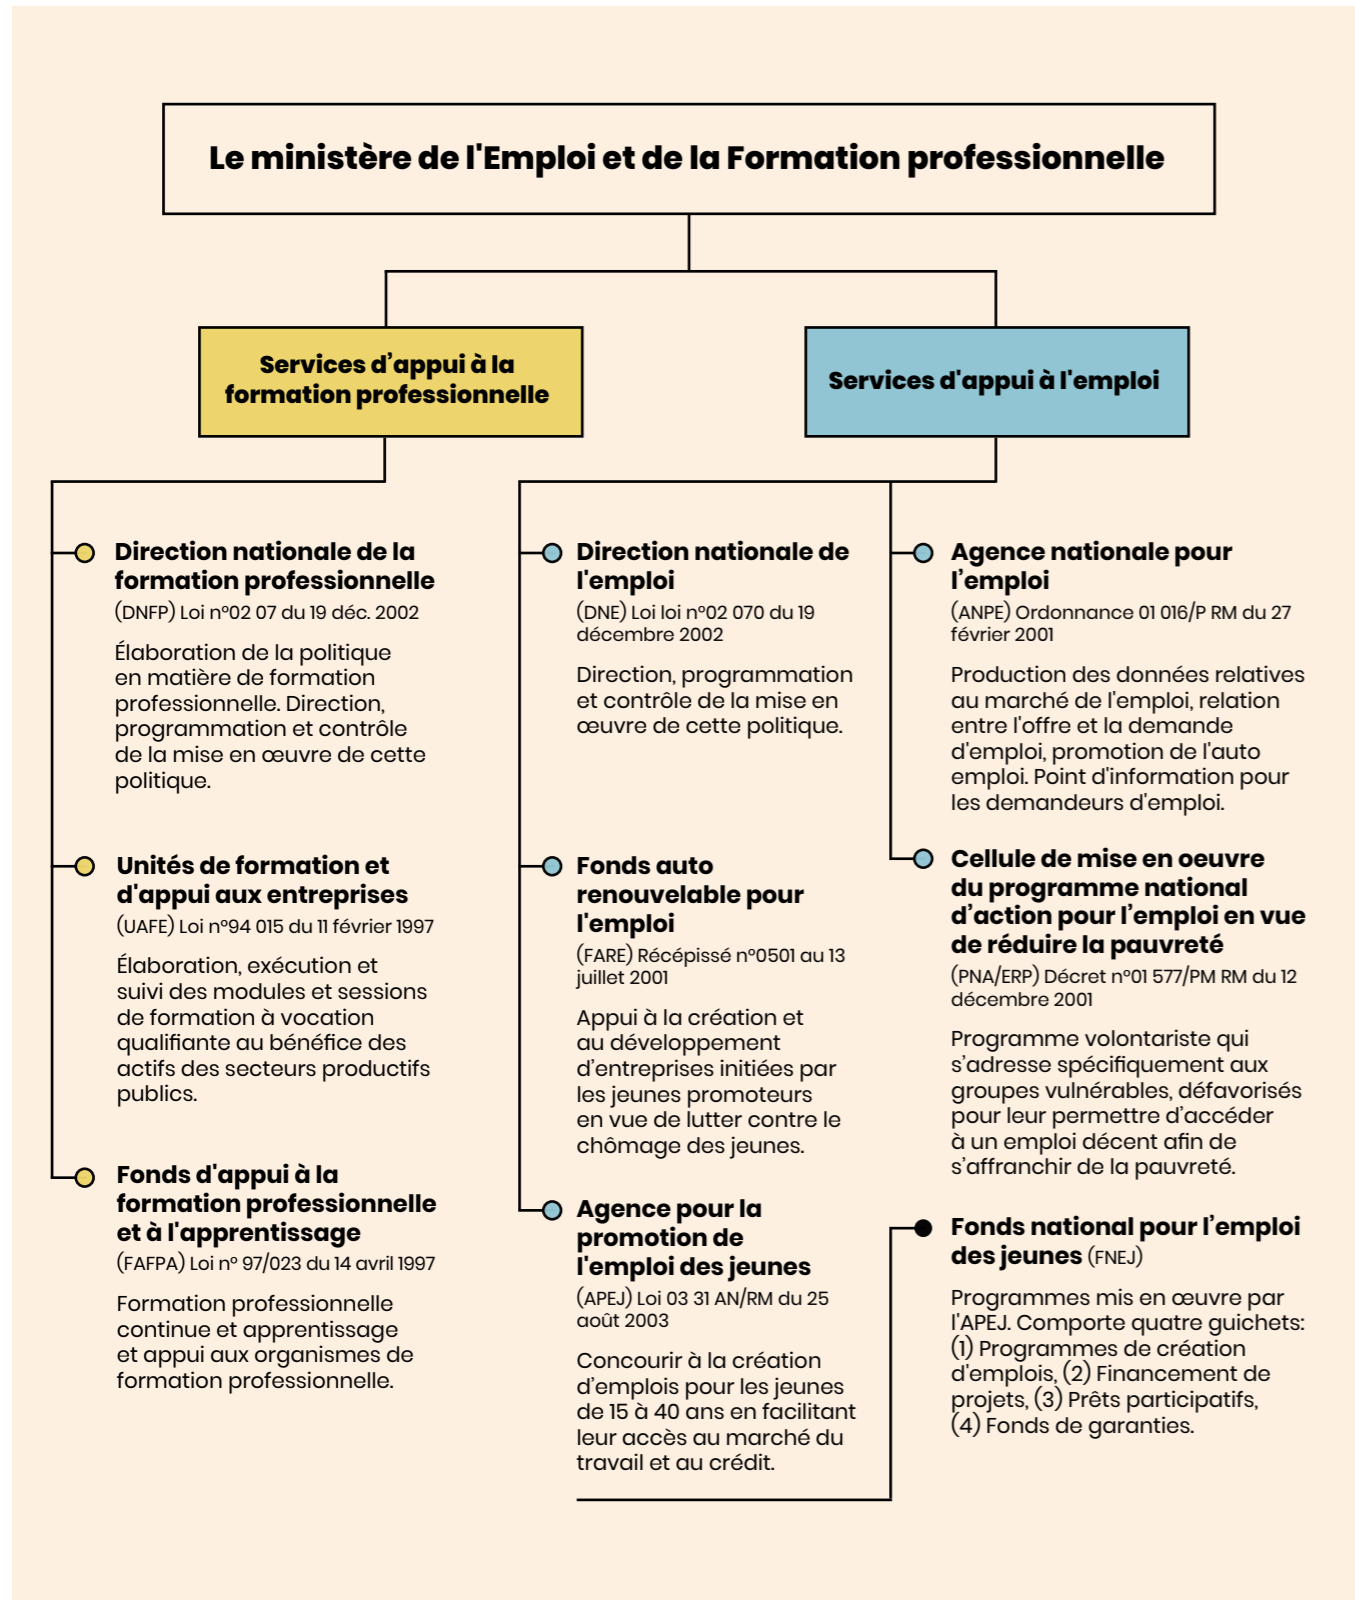 Le ministère de l'Emploi et de la Formation professionnelle
Services d’appui à la
formation professionnelle
Services d'appui à l'emploi
Direction nationale de la
formation professionnelle
(DNFP) Loi n°02 07 du 19 déc. 2002
Élaboration de la politique
en matière de formation
professionnelle. Direction,
programmation et contrôle
de la mise en œuvre de cette
politique.
Unités de formation et
d'appui aux entreprises
(UAFE) Loi n°94 015 du 11 février 1997
Élaboration, exécution et
suivi des modules et sessions
de formation à vocation
qualifiante au bénéfice des
actifs des secteurs productifs
publics.
Fonds d'appui à la
formation professionnelle
et à l'apprentissage
(FAFPA) Loi n° 97/023 du 14 avril 1997
Formation professionnelle
continue et apprentissage
et appui aux organismes de
formation professionnelle.
Direction nationale de
l'emploi
(DNE) Loi loi n°02 070 du 19
décembre 2002
Direction, programmation
et contrôle de la mise en
œuvre de cette politique.
Fonds auto
renouvelable pour
l'emploi
(FARE) Récépissé n°0501 au 13
juillet 2001
Appui à la création et
au développement
d’entreprises initiées par
les jeunes promoteurs
en vue de lutter contre le
chômage des jeunes.
Agence pour la
promotion de
l'emploi des jeunes
(APEJ) Loi 03 31 AN/RM du 25
août 2003
Concourir à la création
d’emplois pour les jeunes
de 15 à 40 ans en facilitant
leur accès au marché du
travail et au crédit.
Agence nationale pour
l’emploi
(ANPE) Ordonnance 01 016/P RM du 27
février 2001
Production des données relatives
au marché de l'emploi, relation
entre l'offre et la demande
d'emploi, promotion de l'auto
emploi. Point d'information pour
les demandeurs d'emploi.
Cellule de mise en oeuvre
du programme national
d’action pour l’emploi en vue
de réduire la pauvreté
(PNA/ERP) Décret n°01 577/PM RM du 12
décembre 2001
Programme volontariste qui
s’adresse spécifiquement aux
groupes vulnérables, défavorisés
pour leur permettre d’accéder
à un emploi décent afin de
s’affranchir de la pauvreté.
Fonds national pour l’emploi
des jeunes (FNEJ)
Programmes mis en œuvre par
l'APEJ. Comporte quatre guichets:
(1) Programmes de création
d'emplois, (2) Financement de
projets, (3) Prêts participatifs,
(4) Fonds de garanties.